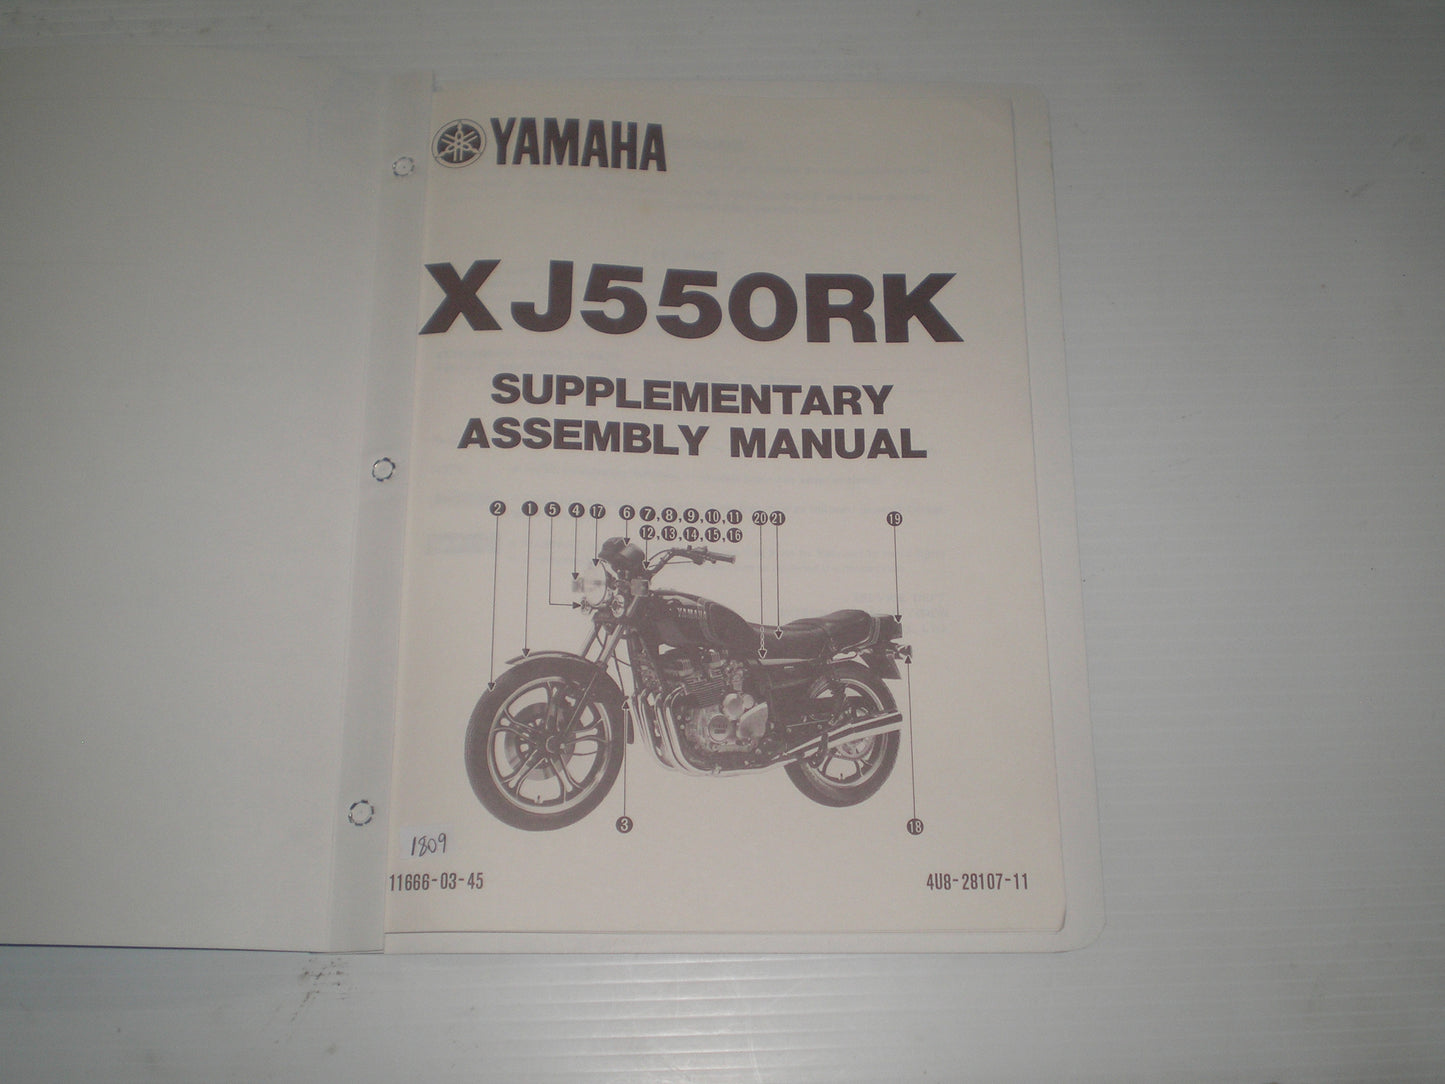 YAMAHA
XJ550RK
SUPPLEMENTARY
ASSEMBLY MANUAL
2 1 5 4 17 6 7, 8, 9, 10, 11 20 21 19
12, 13, 14, 15, 16
YAMAHA
3
18
1809
11666-03-45
4U8-28107-11